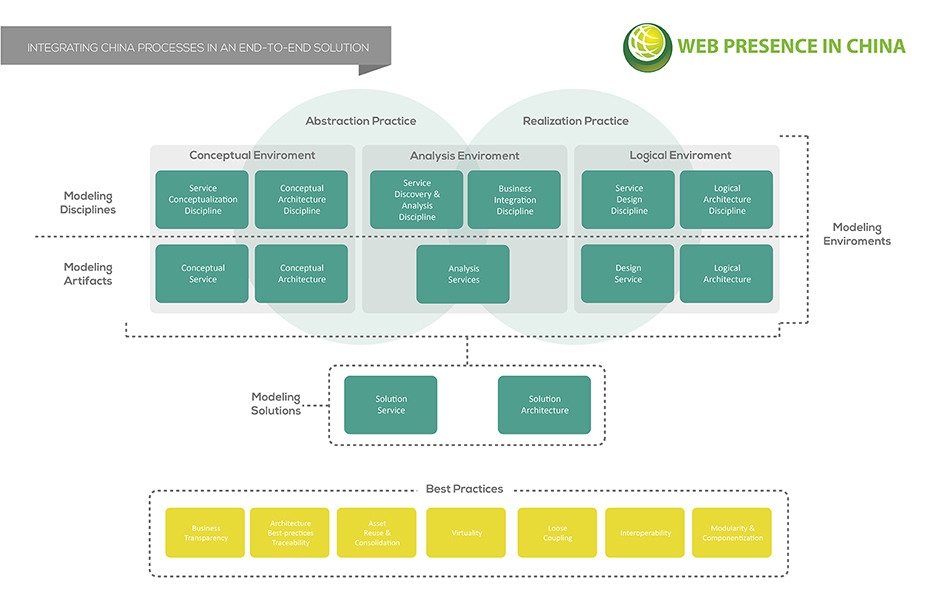 INTEGRATING CHINA PROCESSES IN AN END-TO-END SOLUTION
WEB PRESENCE IN CHINA
Abstraction Practice
Realization Practice
Conceptual Enviroment
Analysis Enviroment
Logical Enviroment
Modeling
Disciplines
Service
Conceptualization
Discipline
Conceptual
Architecture
Discipline
Service
Discovery &
Analysis
Discipline
Business
Integration
Discipline
Service
Design
Discipline
Logical
Architecture
Discipline
Modeling
Enviroments
Modeling
Artifacts
Conceptual
Service
Conceptual
Architecture
Analysis
Services
Design
Service
Logical
Architecture
Modeling
Solutions
Solution
Service
Solution
Architecture
Best Practices
Business
Transparency
Architecture
Best-practices
Traceability
Asset
Reuse &
Consolidation
Virtuality
Loose
Coupling
Interoperability
Modularity &
Componentization